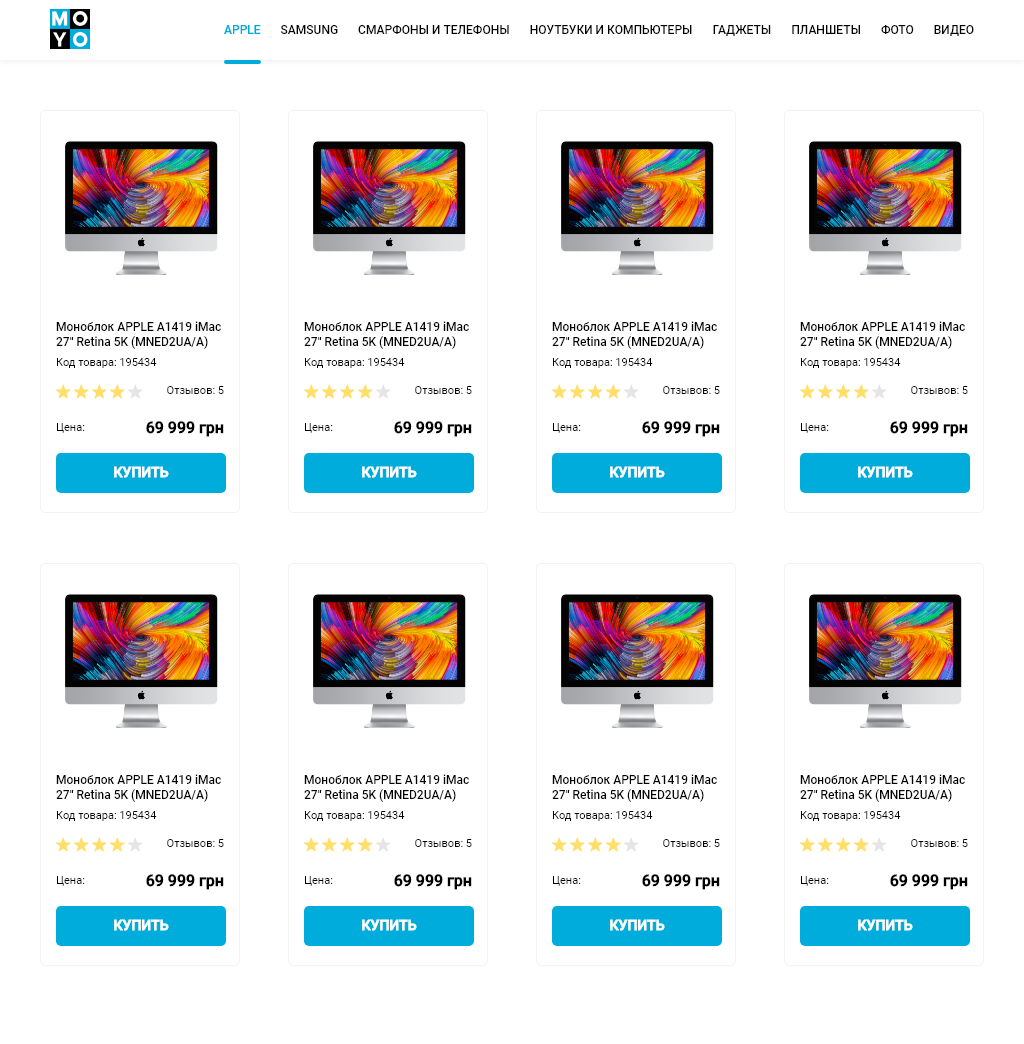 MO
YO
APPLE SAMSUNG СМАРФОНЫ И ТЕЛЕФОНЫ НОУТБУКИ И КОМПЬЮТЕРЫ ГАДЖЕТЫ ПЛАНШЕТЫ ФОТО ВИДЕО
Моноблок APPLE A1419 iMac Моноблок APPLE A1419 iMac Моноблок APPLE A1419 iMac Моноблок APPLE A1419 iMac
27" Retina 5K (MNED2UA/A) 27" Retina 5K (MNED2UA/A) 27" Retina 5K (MNED2UA/A) 27" Retina 5K (MNED2UA/A)
Код товара: 195434 Код товара: 195434 Код товара: 195434 Код товара: 195434
Отзывов: 5 Отзывов: 5 Отзывов: 5 Отзывов: 5
Цена: 69 999 грн Цена: 69 999 грн Цена: 69 999 грн Цена: 69 999 грн
КУПИТЬ КУПИТЬ КУПИТЬ КУПИТЬ
Моноблок APPLE A1419 iMac Моноблок APPLE A1419 iMac Моноблок APPLE A1419 iMac Моноблок APPLE A1419 iMac
27" Retina 5K (MNED2UA/A) 27" Retina 5K (MNED2UA/A) 27" Retina 5K (MNED2UA/A) 27" Retina 5K (MNED2UA/A)
Код товара: 195434 Код товара: 195434 Код товара: 195434 Код товара: 195434
Отзывов: 5 Отзывов: 5 Отзывов: 5 Отзывов: 5
Цена: 69 999 грн Цена: 69 999 грн Цена: 69 999 грн Цена: 69 999 грн
КУПИТЬ КУПИТЬ КУПИТЬ КУПИТЬ